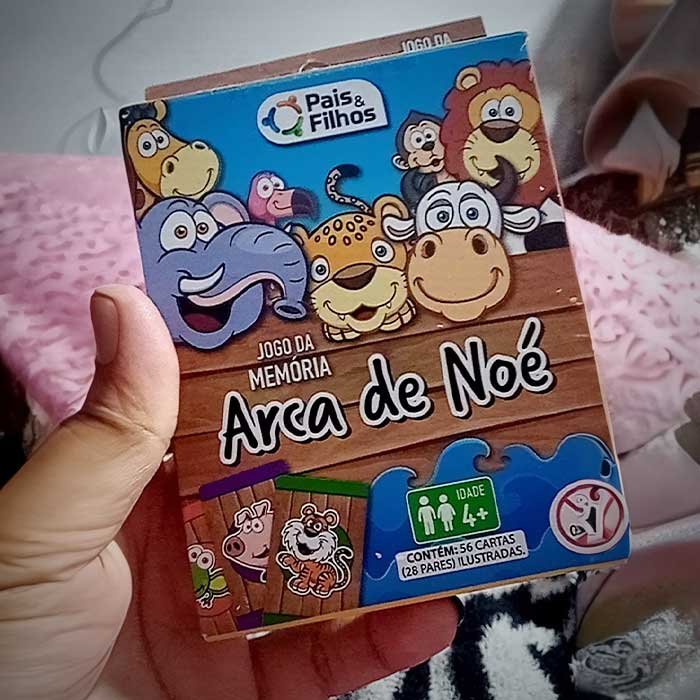 JOGO DA
Pais &
Filhos
JOGO DA
MEMÓRIA
Arca de Noé
IDADE
4+
CONTÉM: 56 CARTAS
(28 PARES) ILUSTRADAS.